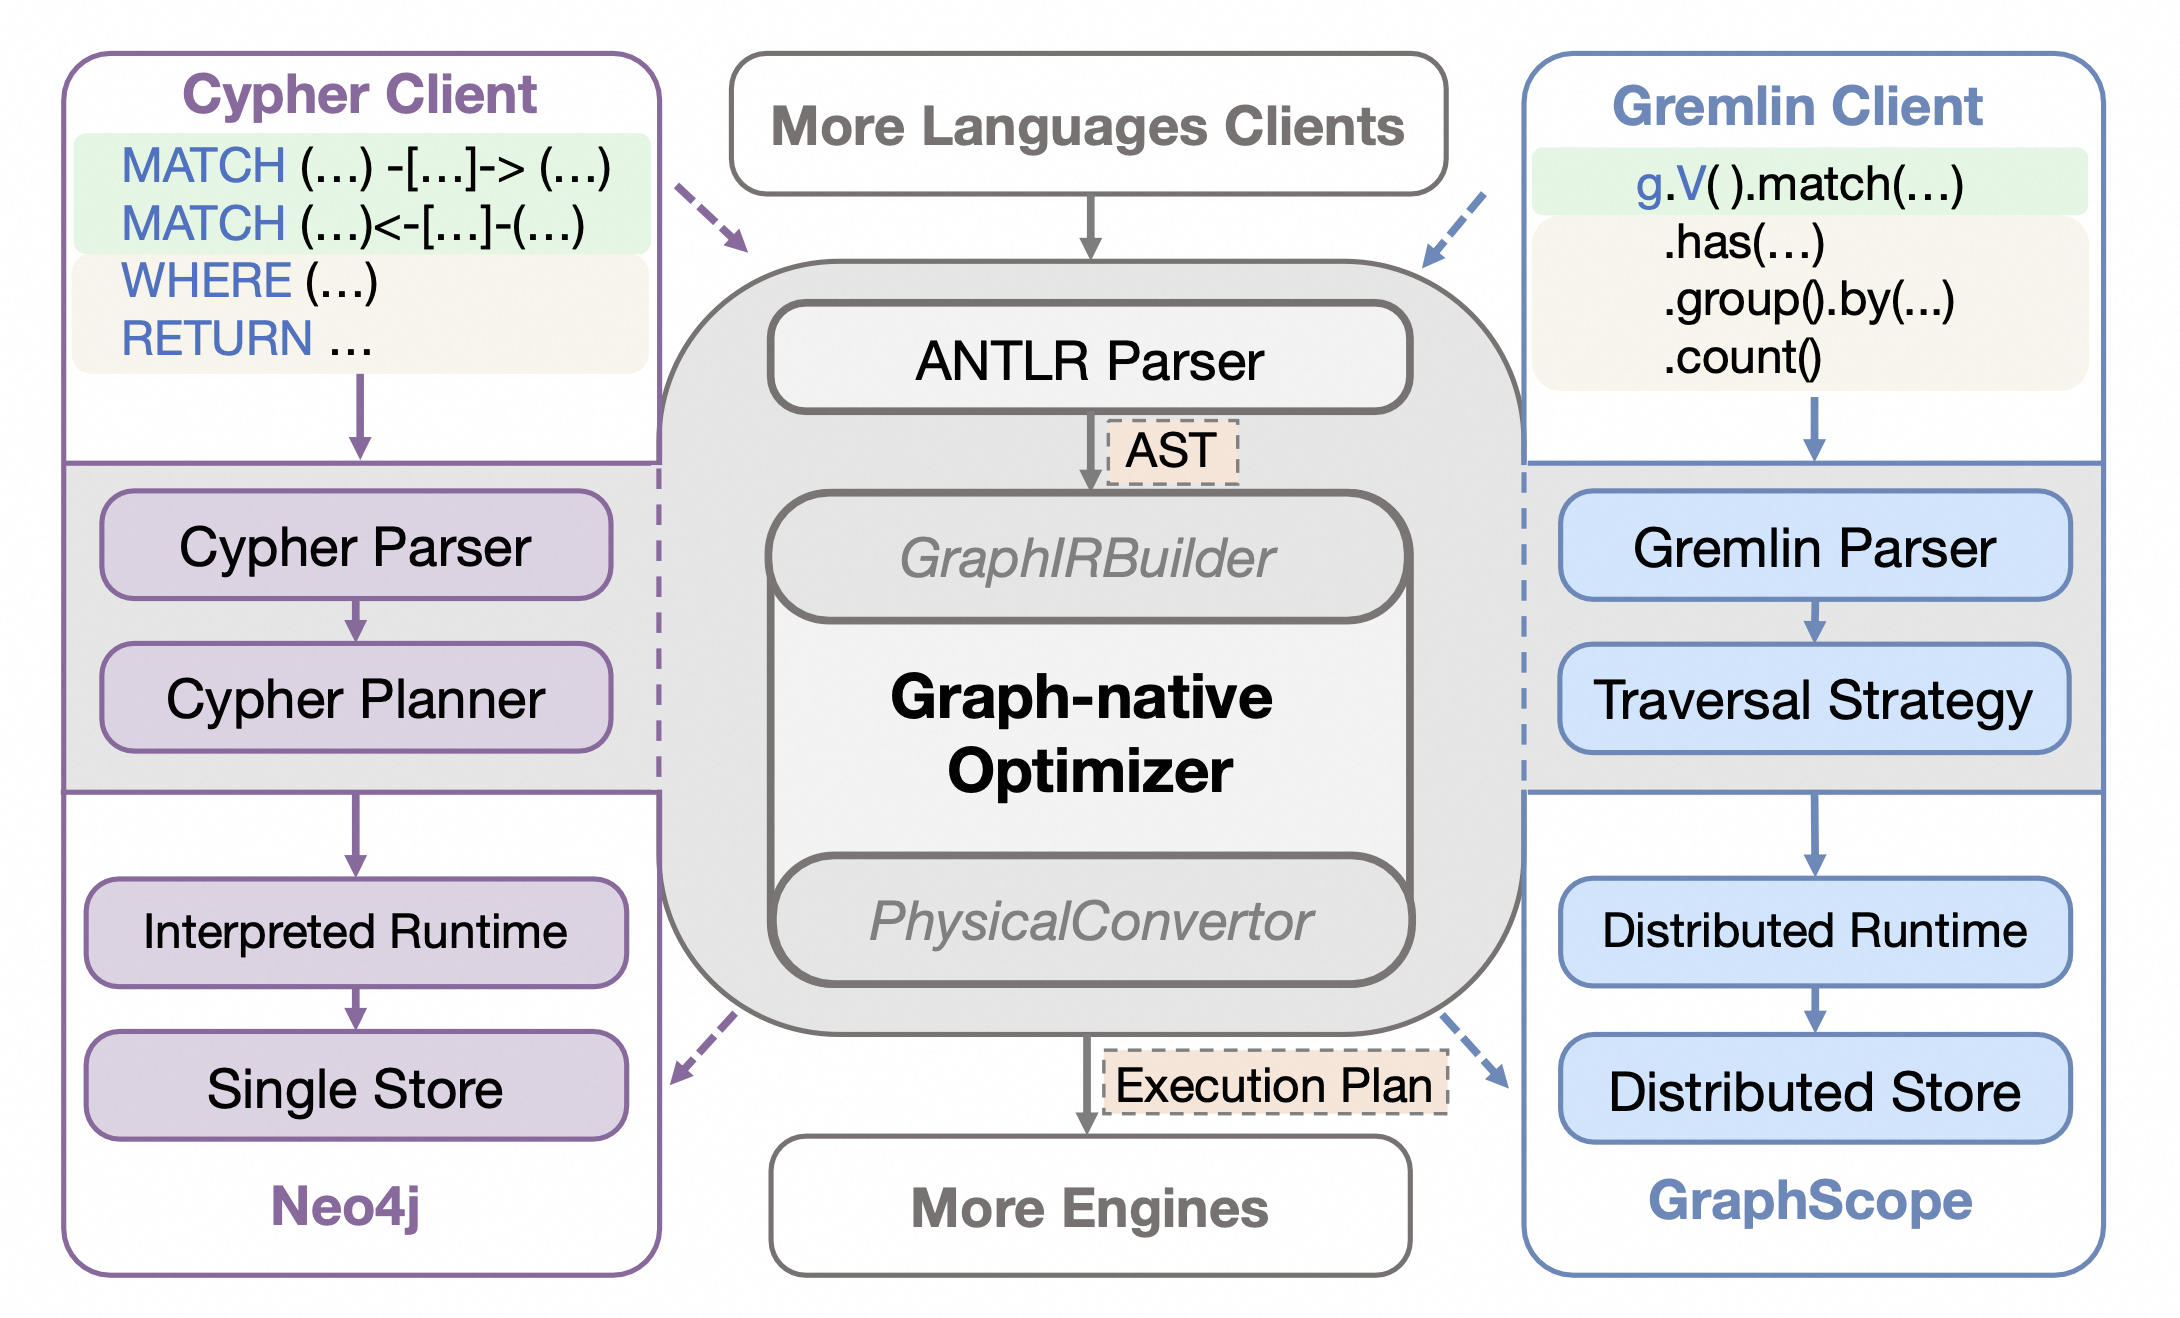 Cypher Client
MATCH (...) -[...]-> (...)
MATCH (...)<-[...]-(...)
WHERE (...)
RETURN ...
Cypher Parser
Cypher Planner
Interpreted Runtime
Single Store
Neo4j
More Languages Clients
ANTLR Parser
AST
GraphIRBuilder
Graph-native
Optimizer
PhysicalConvertor
Execution Plan
More Engines
Gremlin Client
g.V( ).match(...)
.has(...)
.group().by(...)
.count()
Gremlin Parser
Traversal Strategy
Distributed Runtime
Distributed Store
GraphScope